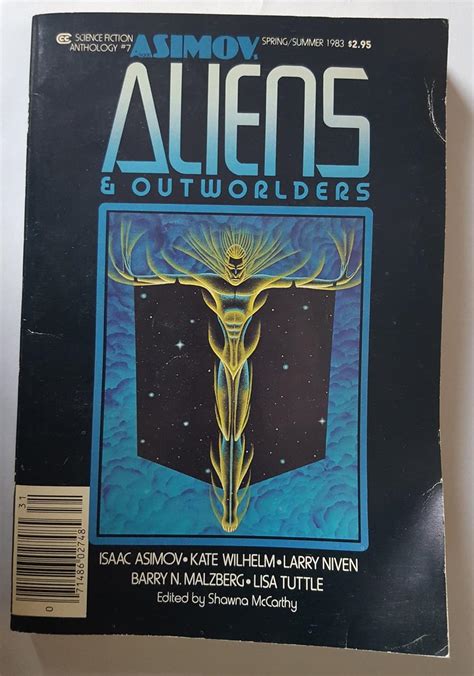 SCIENCE FICTION
ANTHOLOGY #7
ASIMOV'S
SPRING/SUMMER 1983 $2.95
ALIENS
& OUTWORLDERS
ISAAC ASIMOV • KATE WILHELM • LARRY NIVEN
BARRY N. MALZBERG • LISA TUTTLE
Edited by Shawna McCarthy
31
0 71486 02748